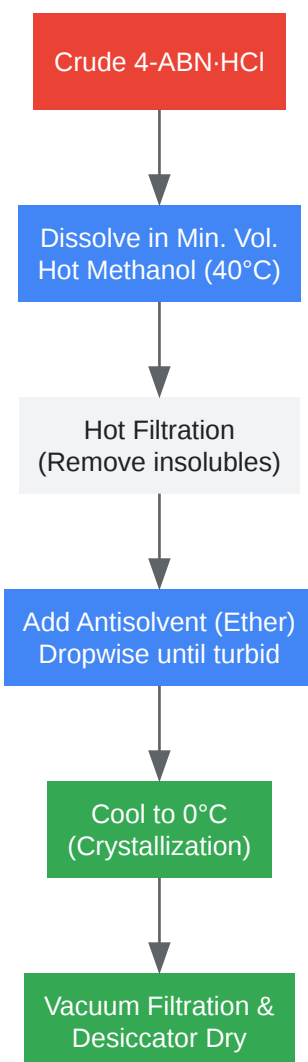 Crude 4-ABN·HCl
Dissolve in Min. Vol.
Hot Methanol (40°C)
Hot Filtration
(Remove insolubles)
Add Antisolvent (Ether)
Dropwise until turbid
Cool to 0°C
(Crystallization)
Vacuum Filtration &
Desiccator Dry